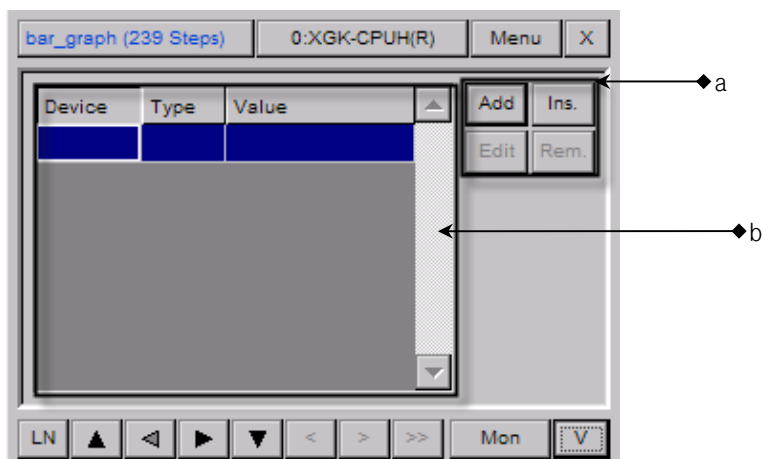 bar_graph (239 Steps) 0:XGK-CPUH(R) Menu X
a
Device Type Value Add Ins.
Edit Rem.
b
LN < > >> Mon V